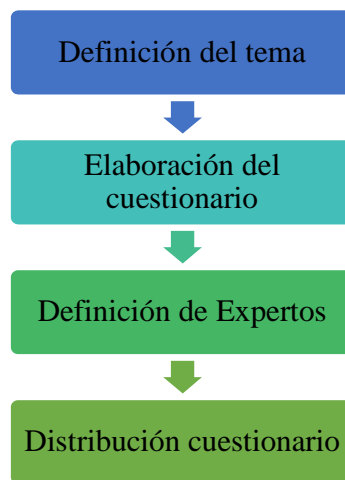 Definición del tema
Elaboración del
cuestionario
Definición de Expertos
Distribución cuestionario